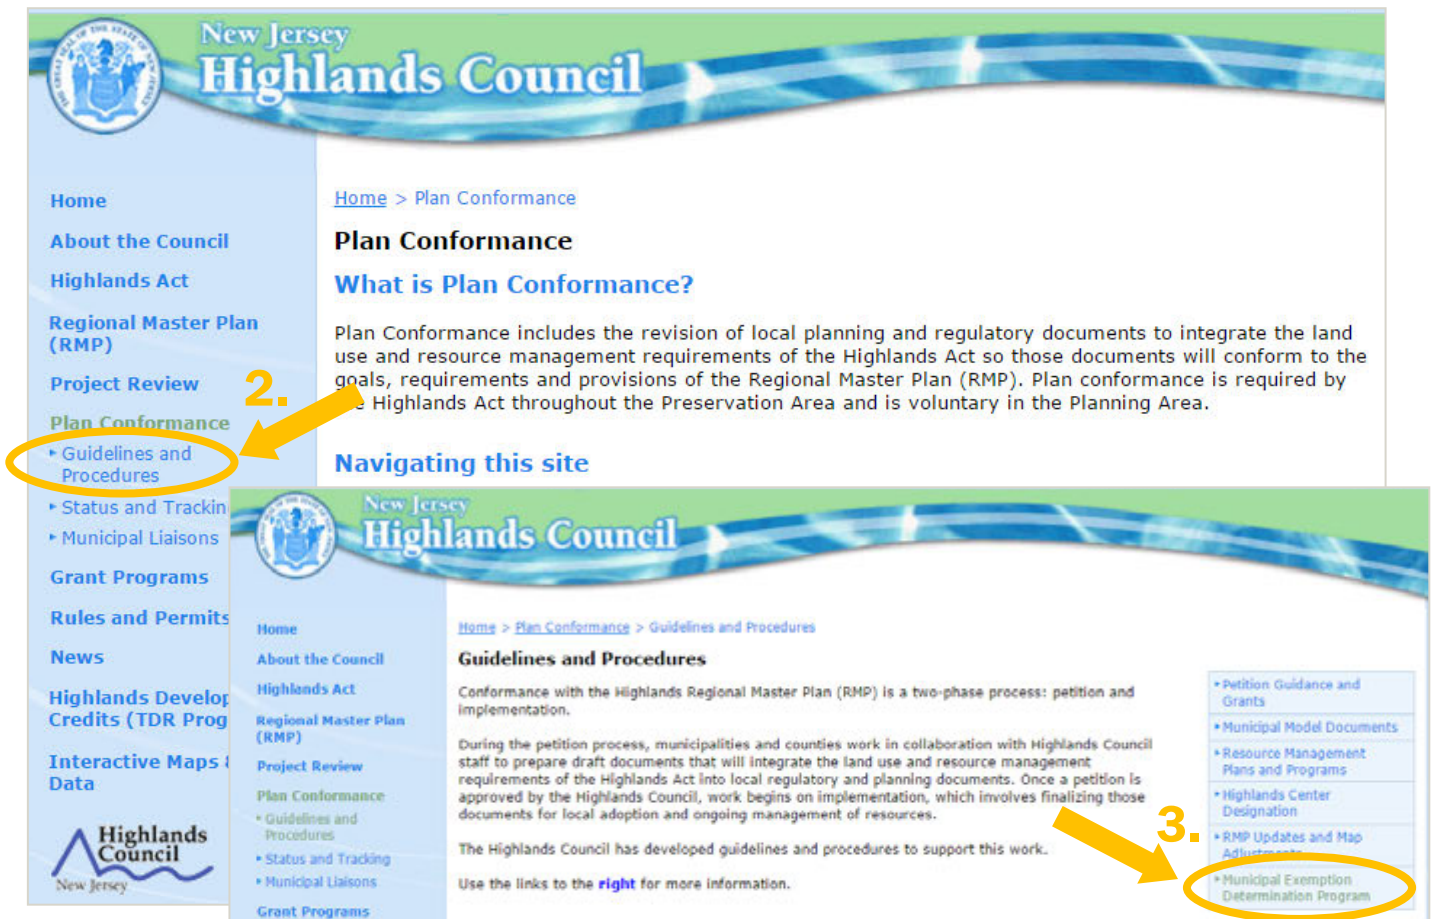 New Jersey
Highlands Council
Home
About the Council
Highlands Act
Regional Master Plan
(RMP)
Project Review
Plan Conformance
Guidelines and
Procedures
Status and Trackin
Municipal Liaisons
Grant Programs
Rules and Permits
News
Highlands Develop
Credits (TDR Prog
Interactive Maps &
Data
Highlands
Council
New Jersey
2.
Home > Plan Conformance
Plan Conformance
What is Plan Conformance?
Plan Conformance includes the revision of local planning and regulatory documents to integrate the land
use and resource management requirements of the Highlands Act so those documents will conform to the
goals, requirements and provisions of the Regional Master Plan (RMP). Plan conformance is required by
Highlands Act throughout the Preservation Area and is voluntary in the Planning Area.
Navigating this site
New Jersey
Highlands Council
Home
About the Council
Highlands Act
Regional Master Plan
(RMP)
Project Review
Plan Conformance
Guidelines and
Procedures
Status and Tracking
Municipal Liaisons
Grant Programs
Home > Plan Conformance > Guidelines and Procedures
Guidelines and Procedures
Conformance with the Highlands Regional Master Plan (RMP) is a two-phase process: petition and
implementation.
During the petition process, municipalities and counties work in collaboration with Highlands Council
staff to prepare draft documents that will integrate the land use and resource management
requirements of the Highlands Act into local regulatory and planning documents. Once a petition is
approved by the Highlands Council, work begins on implementation, which involves finalizing those
documents for local adoption and ongoing management of resources.
The Highlands Council has developed guidelines and procedures to support this work.
Use the links to the right for more information.
Petition Guidance and
Grants
Municipal Model Documents
Resource Management
Plans and Programs
Highlands Center
Designation
RMP Updates and Map
Adjustments
Municipal Exemption
Determination Program
3.